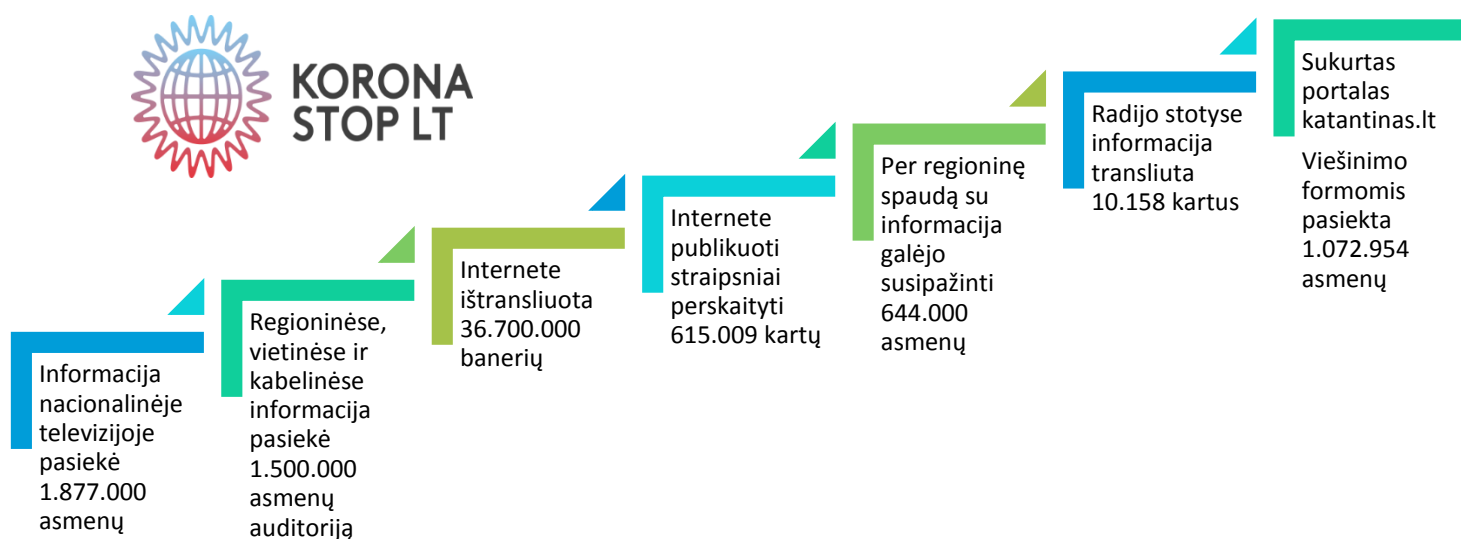 KORONA
STOP LT
Informacija
nacionalinėje
televizijoje
pasiekė
1.877.000
asmenų
Regioninėse,
vietinėse ir
kabelinėse
informacija
pasiekė
1.500.000
asmenų
auditoriją
Internete
ištransliuota
36.700.000
banerių
Internete
publikuoti
straipsniai
perskaityti
615.009 kartų
Per regioninę
spaudą su
informacija
galėjo
susipažinti
644.000
asmenų
Radijo stotyse
informacija
transliuta
10.158 kartus
Sukurtas
portalas
katantinas.lt
Viešinimo
formomis
pasiekta
1.072.954
asmenų